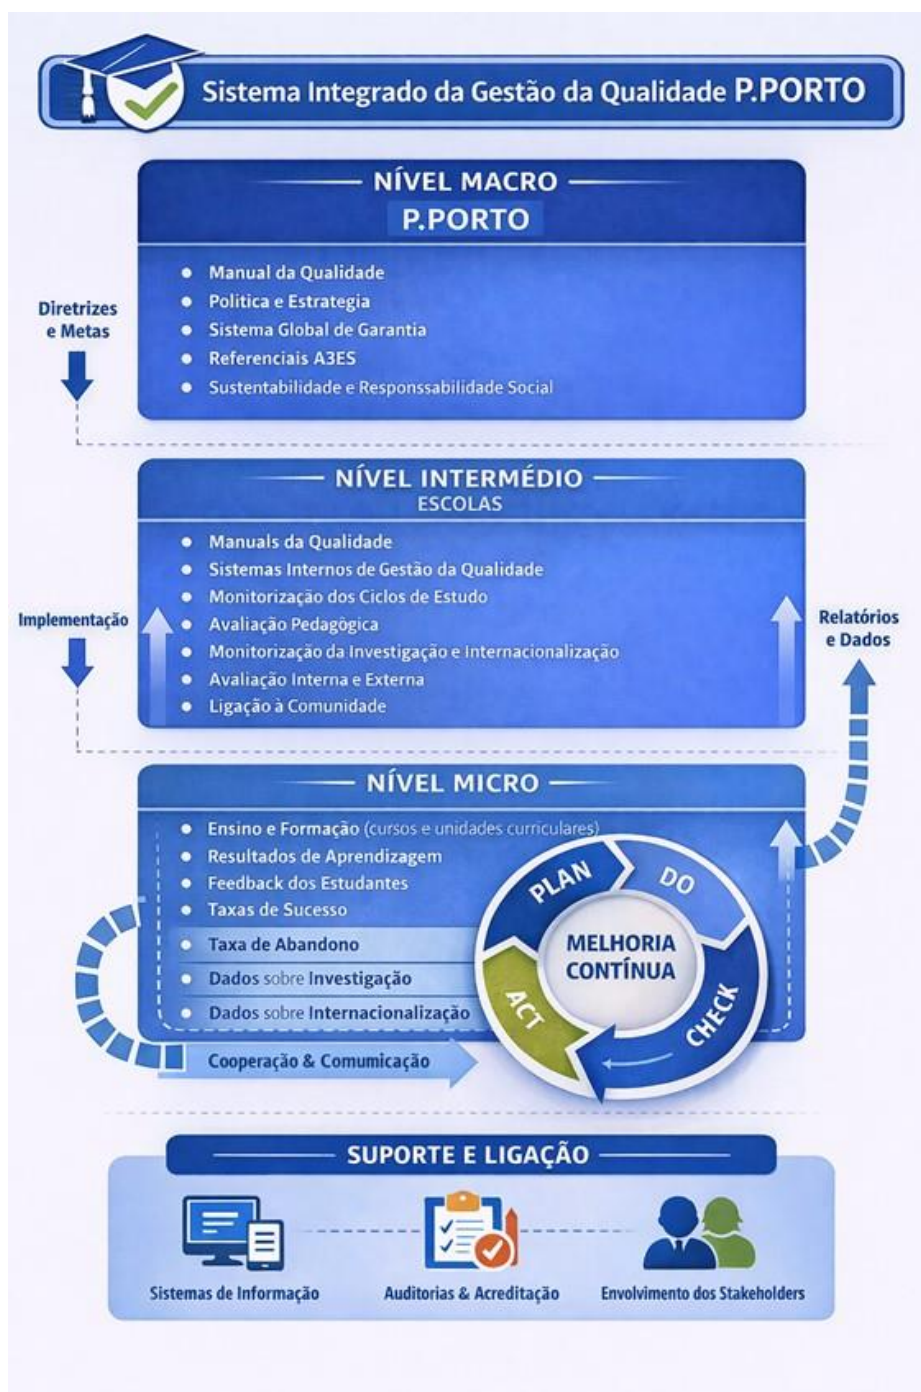 Sistema Integrado da Gestão da Qualidade P.PORTO
NÍVEL MACRO
P.PORTO
Manual da Qualidade
Politica e Estrategia
Sistema Global de Garantia
Referenciais A3ES
Sustentabilidade e Responssabilidade Social
Diretrizes
e Metas
NÍVEL INTERMÉDIO
ESCOLAS
Manuals da Qualidade
Sistemas Internos de Gestão da Qualidade
Monitorização dos Ciclos de Estudo
Avaliação Pedagògica
Monitorização da Investigação e Internacionalização
Avaliação Interna e Externa
Ligação à Comunidade
Implementação
Relatórios
e Dados
NÍVEL MICRO
Ensino e Formação (cursos e unidades curriculares)
Resultados de Aprendizagem
Feedback dos Estudantes
Taxas de Sucesso
Taxa de Abandono
Dados sobre Investigação
Dados sobre Internacionalização
Cooperação & Comumicação
PLAN
DO
CHECK
ACT
MELHORIA
CONTÍNUA
SUPORTE E LIGAÇÃO
Sistemas de Informação
Auditorias & Acreditação
Envolvimento dos Stakeholders